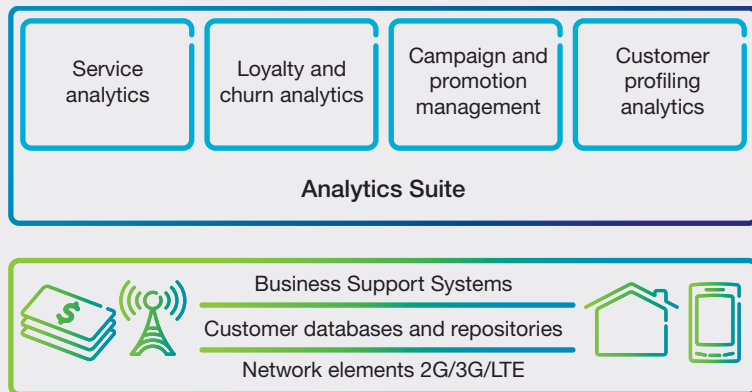 Service
analytics
Loyalty and
churn analytics
Campaign and
promotion
management
Customer
profiling
analytics
Analytics Suite
$
Business Support Systems
Customer databases and repositories
Network elements 2G/3G/LTE